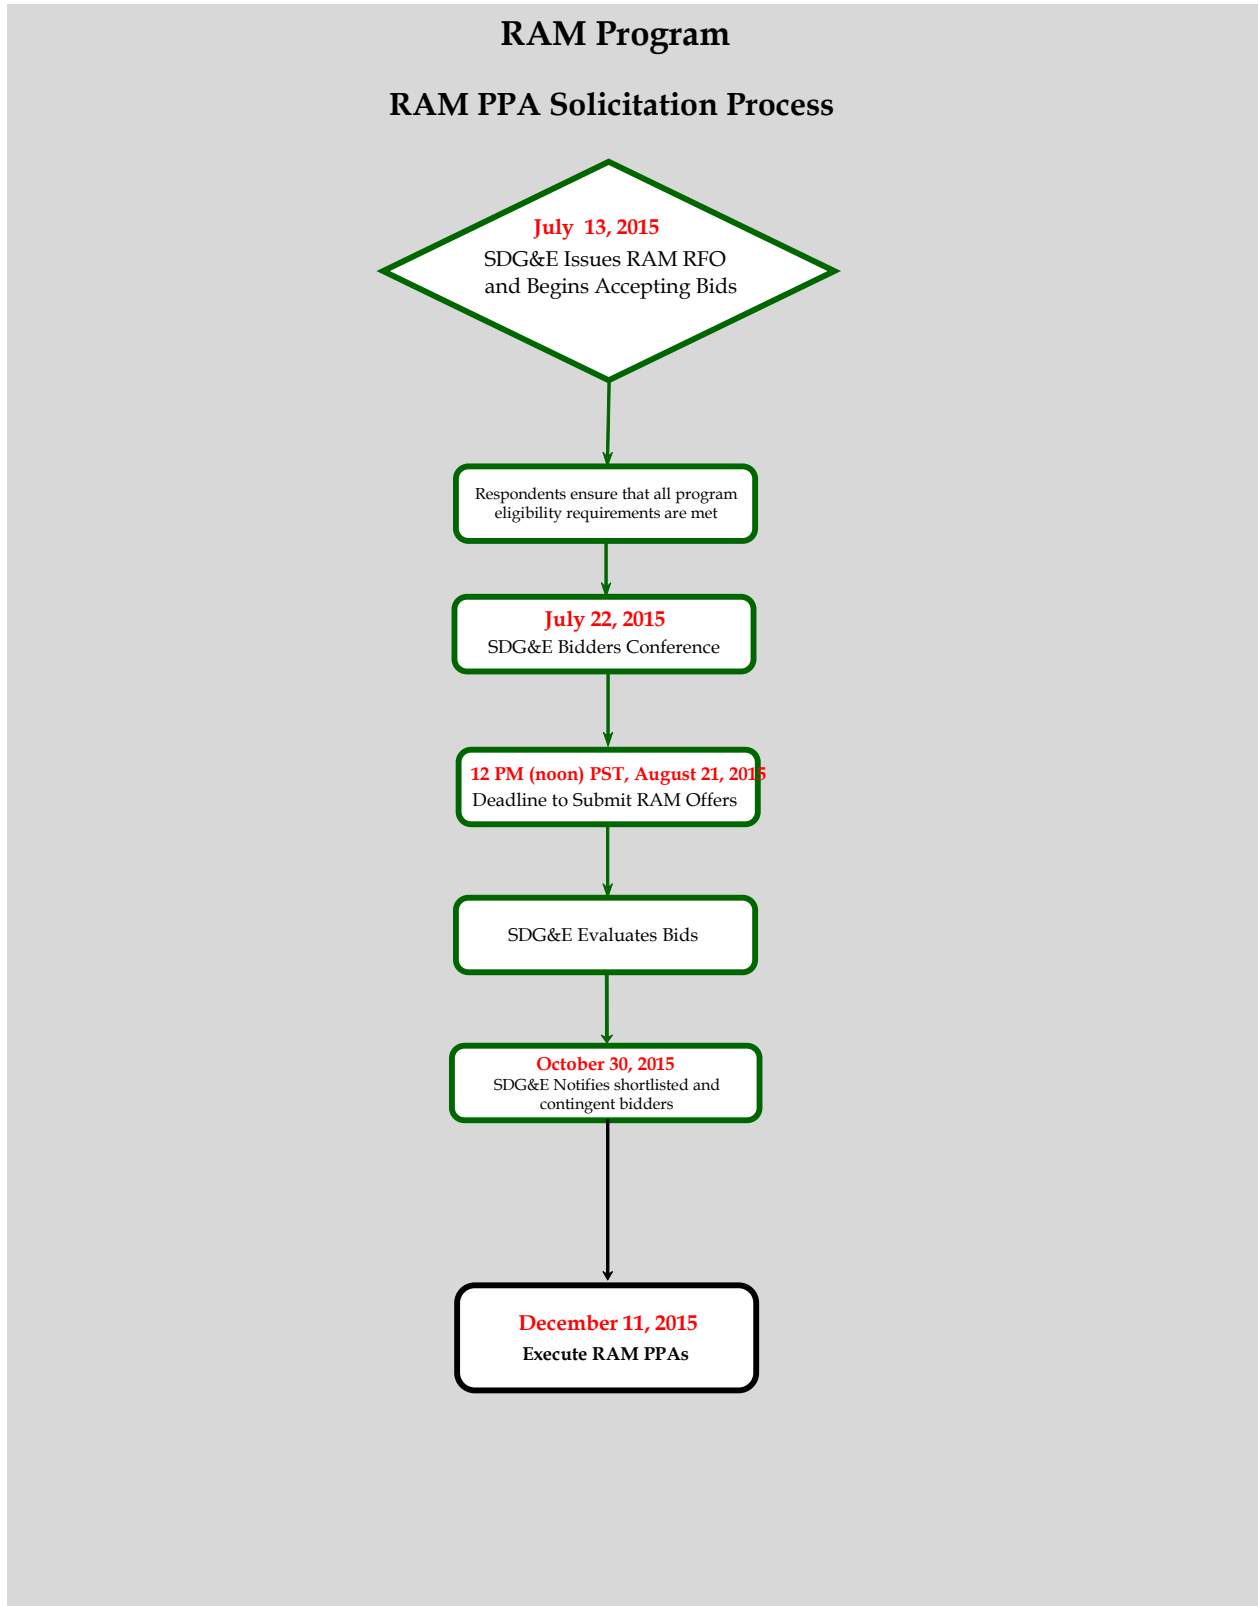 RAM Program
RAM PPA Solicitation Process
July 13, 2015
SDG&E Issues RAM RFO
and Begins Accepting Bids
Respondents ensure that all program
eligibility requirements are met
July 22, 2015
SDG&E Bidders Conference
12 PM (noon) PST, August 21, 2015
Deadline to Submit RAM Offers
SDG&E Evaluates Bids
October 30, 2015
SDG&E Notifies shortlisted and
contingent bidders
December 11, 2015
Execute RAM PPAs